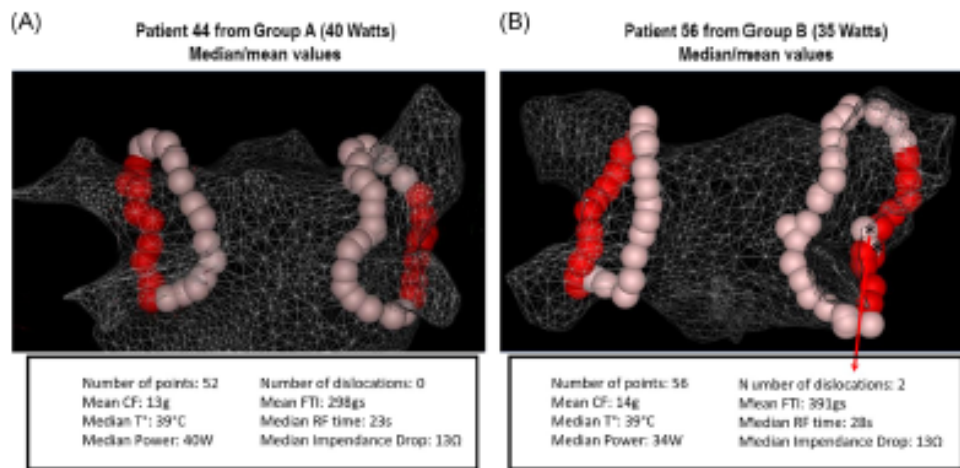 (A)
Patient 44 from Group A (40 Watts)
Median/mean values
Number of points: 52
Mean CF: 13g
Median T°: 39°C
Median Power: 40W
Number of dislocations: 0
Mean FTI: 298gs
Median RF time: 23s
Median Impendance Drop: 13Ω
(B)
Patient 56 from Group B (35 Watts)
Median/mean values
Number of points: 56
Mean CF: 14g
Median T°: 39°C
Median Power: 34W
Number of dislocations: 2
Mean FTI: 391gs
Median RF time: 28s
Median Impendance Drop: 13Ω